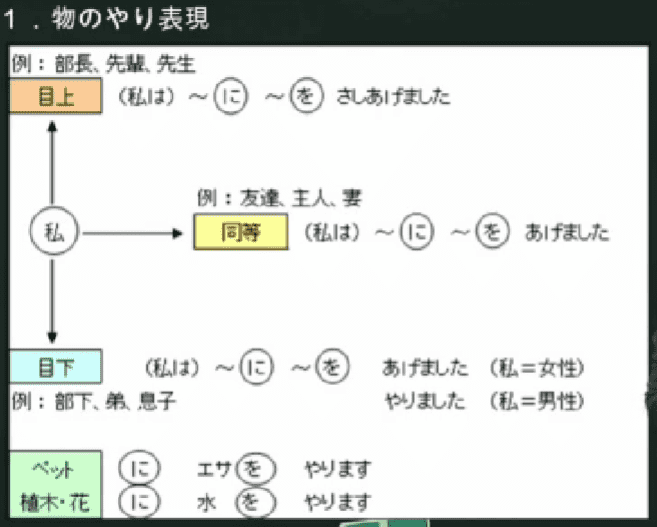 1．物のやり表現
例：部長、先輩、先生
目上 （私は）～に ～を さしあげました
例：友達、主人、妻
私 同等 （私は）～に ～を あげました
目下 （私は）～に ～を あげました （私＝女性）
例：部下、弟、息子 やりました （私＝男性）
ペット に エサを やります
植木・花 に 水 を やります